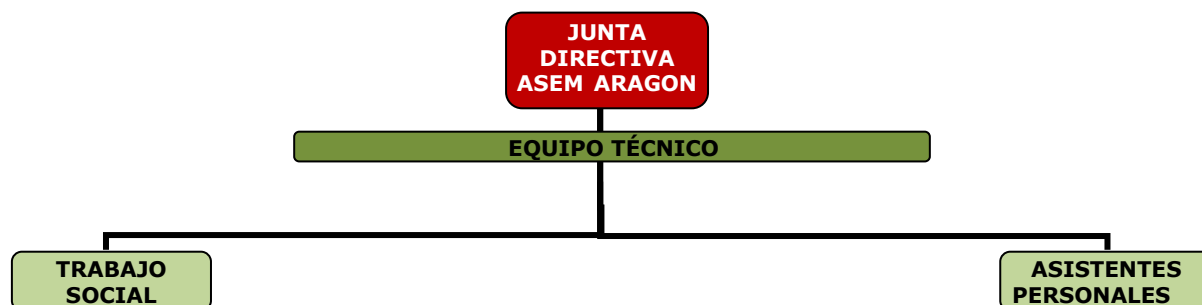 JUNTA
DIRECTIVA
ASEM ARAGON
EQUIPO TÉCNICO
TRABAJO
SOCIAL
ASISTENTES
PERSONALES